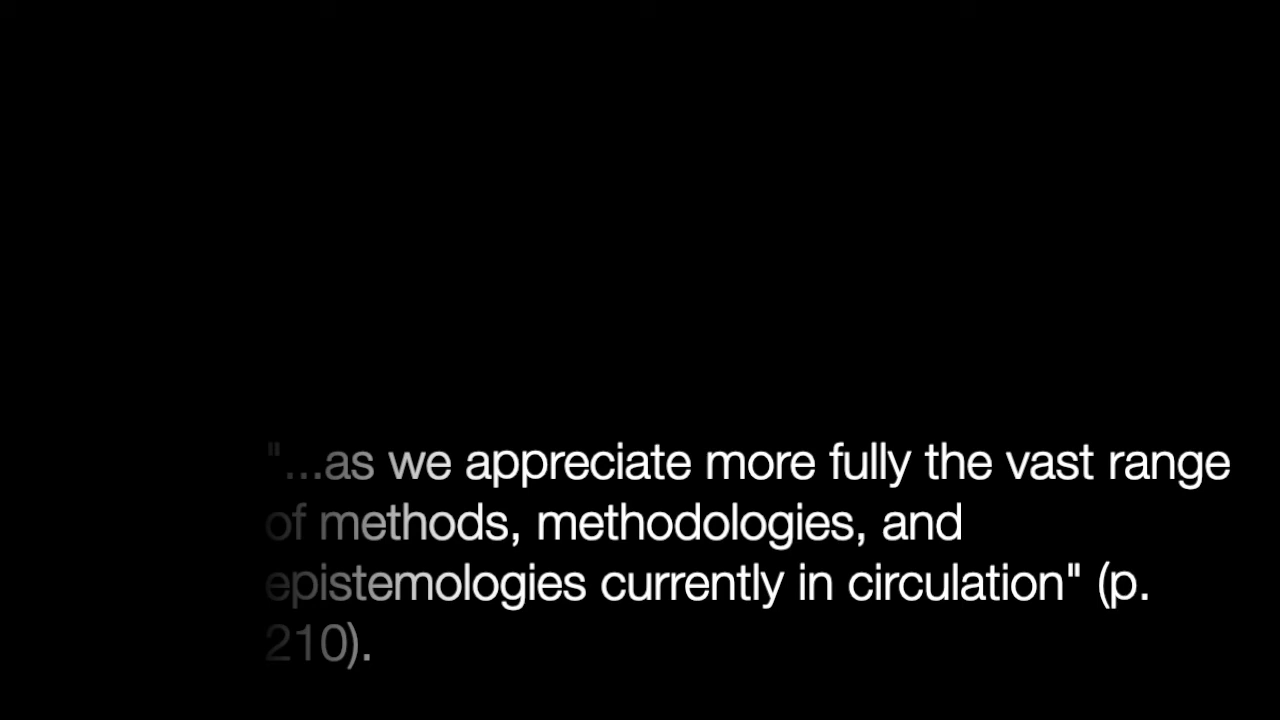 "...as we appreciate more fully the vast range
of methods, methodologies, and
epistemologies currently in circulation" (p.
210).